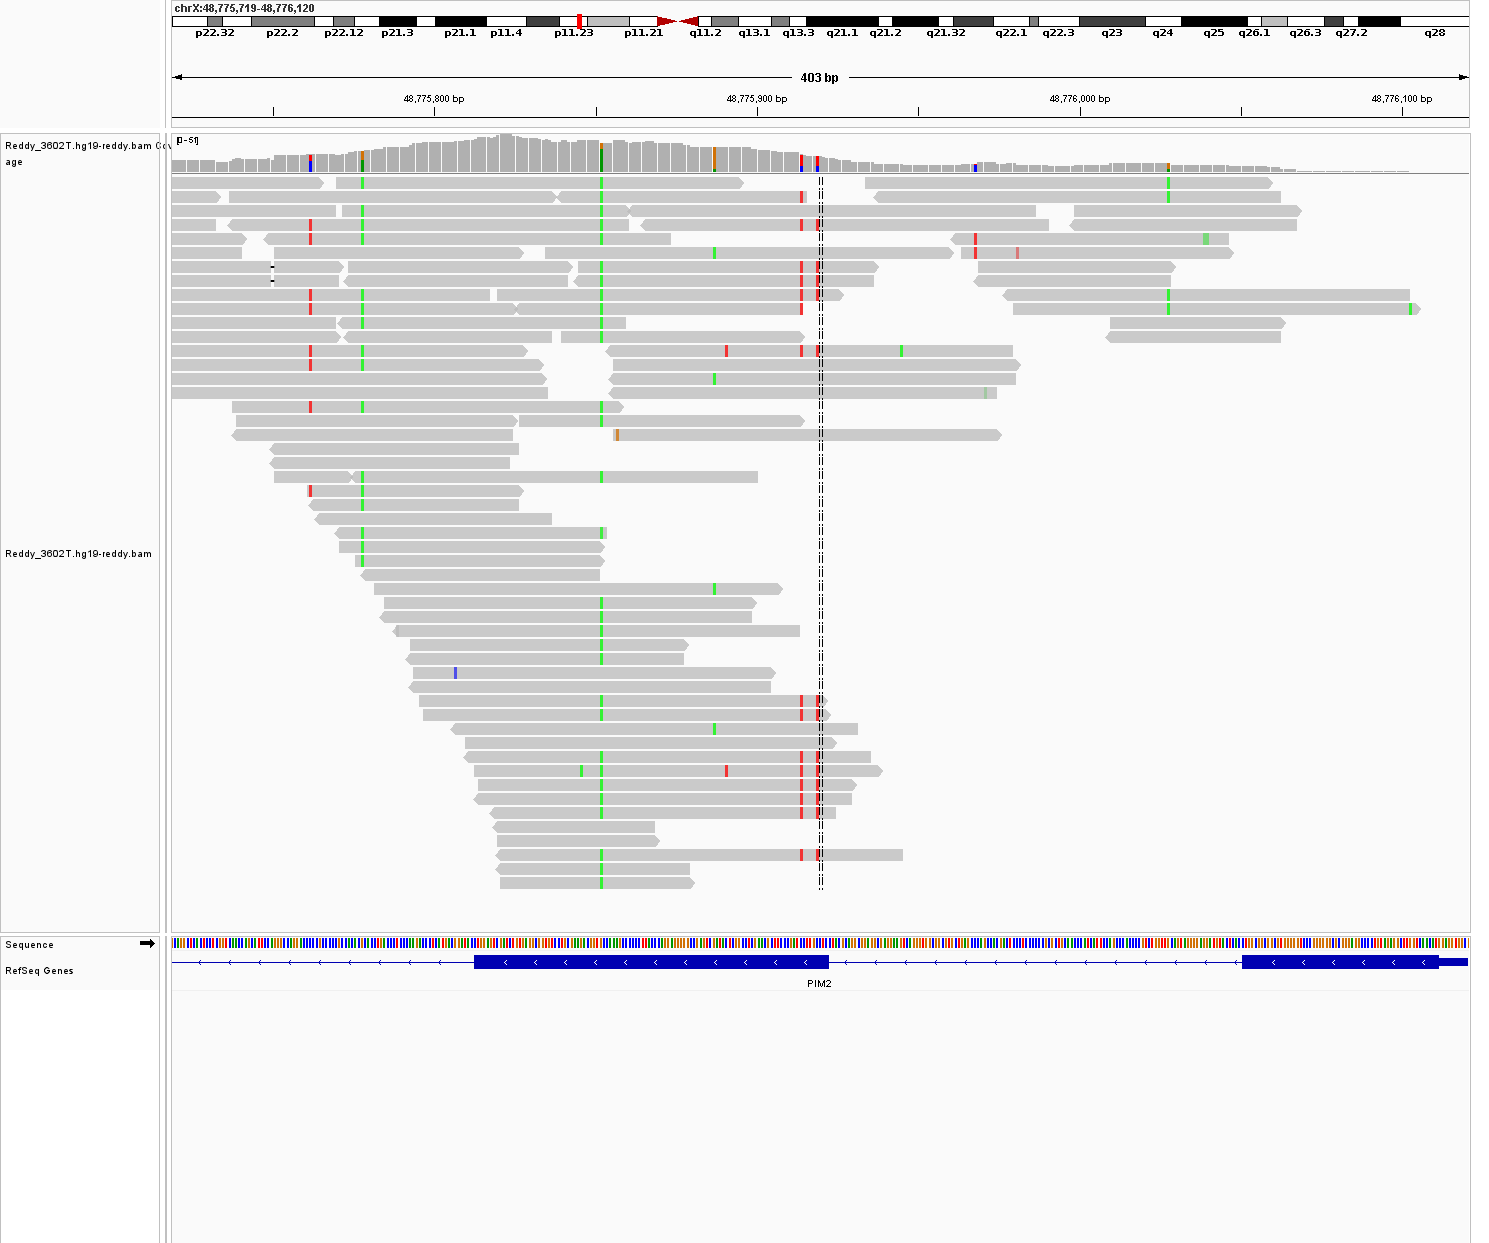 chrX:48,775,719-48,776,120
p22.32 p22.2 p22.12 p21.3 p21.1 p11.4 p11.23 p11.21 q11.2 q13.1 q13.3 q21.1 q21.2 q21.32 q22.1 q22.3 q23 q24 q25 q26.1 q26.3 q27.2 q28
403 bp
48,775,800 bp 48,775,900 bp 48,776,000 bp 48,776,100 bp
Reddy_3602T.hg19-reddy.bam Cov
age
[0-51]
Reddy_3602T.hg19-reddy.bam
Sequence
RefSeq Genes
PIM2